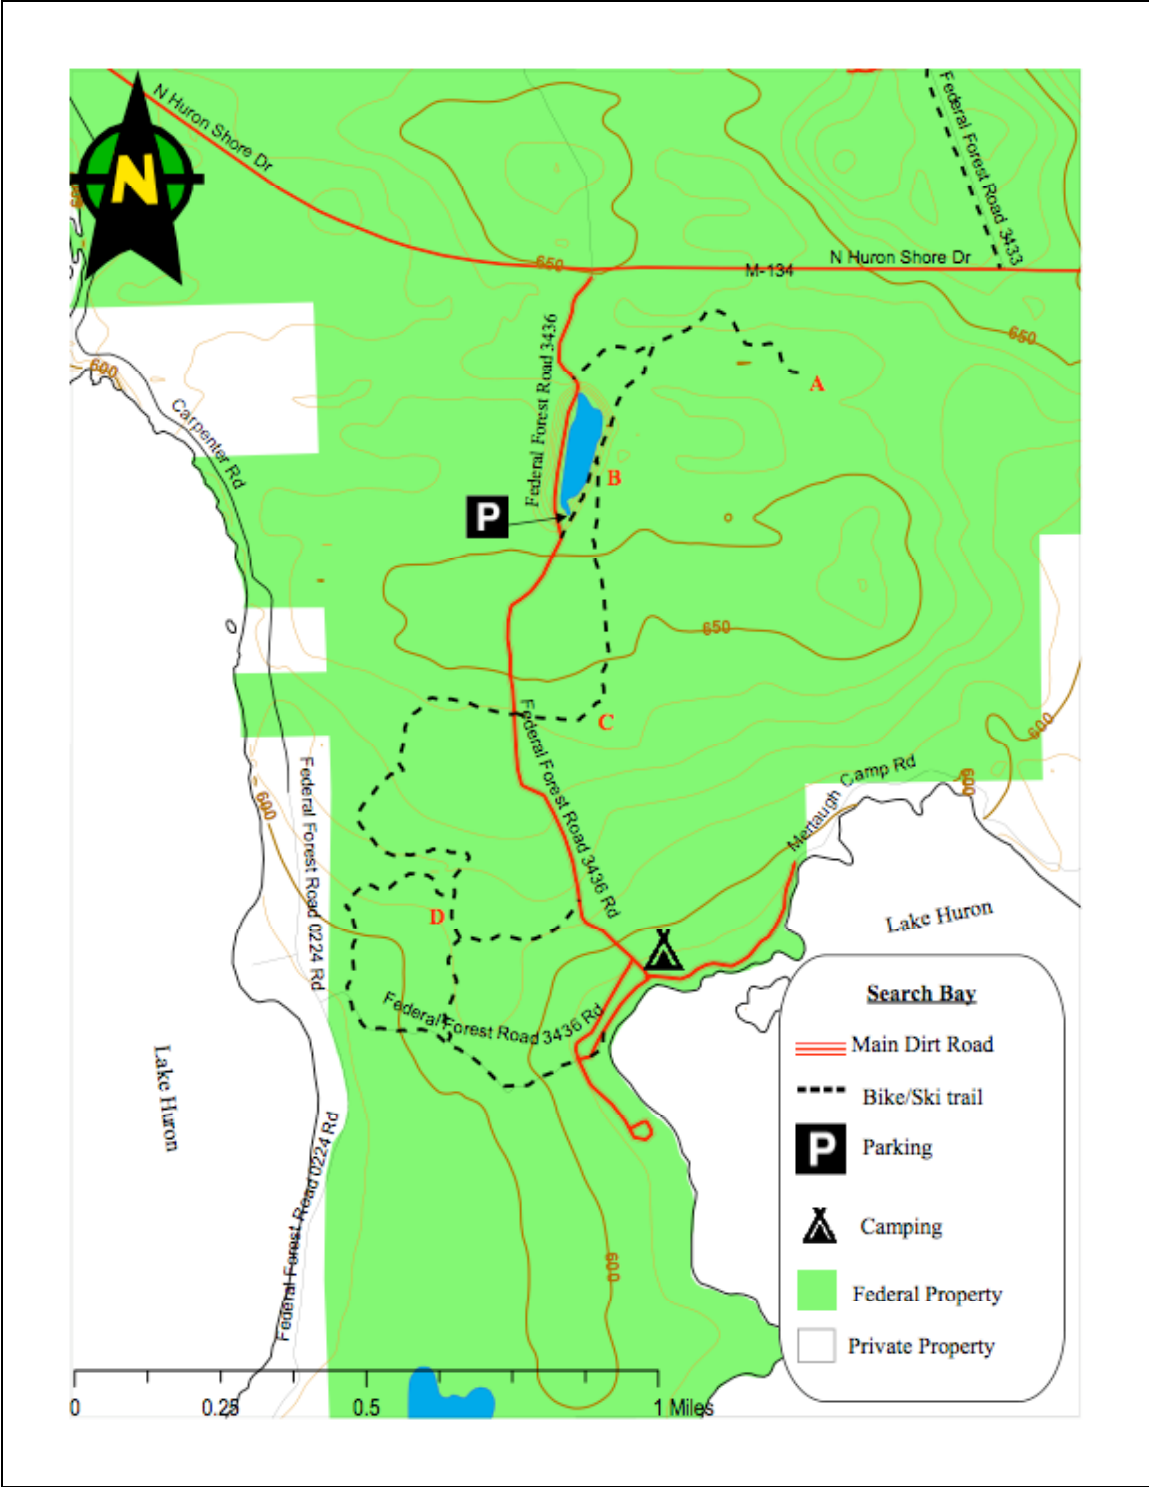 N Huron Shore Dr
Federal Forest Road 3433
N
650
N Huron Shore Dr
M-134
650
Federal Forest Road 3436
600
A
Carpenter Rd
B
P
650
C
Federal Forest Road 3436 Rd
600
600
600
Mertaugh Camp Rd
Federal Forest Road 0224 Rd
D
Lake Huron
Federal Forest Road 3436 Rd
Lake Huron
Search Bay
Main Dirt Road
Bike/Ski trail
P
Parking
Camping
Federal Property
Private Property
Federal Forest Road 0224 Rd
600
0
0.25
0.5
1 Miles